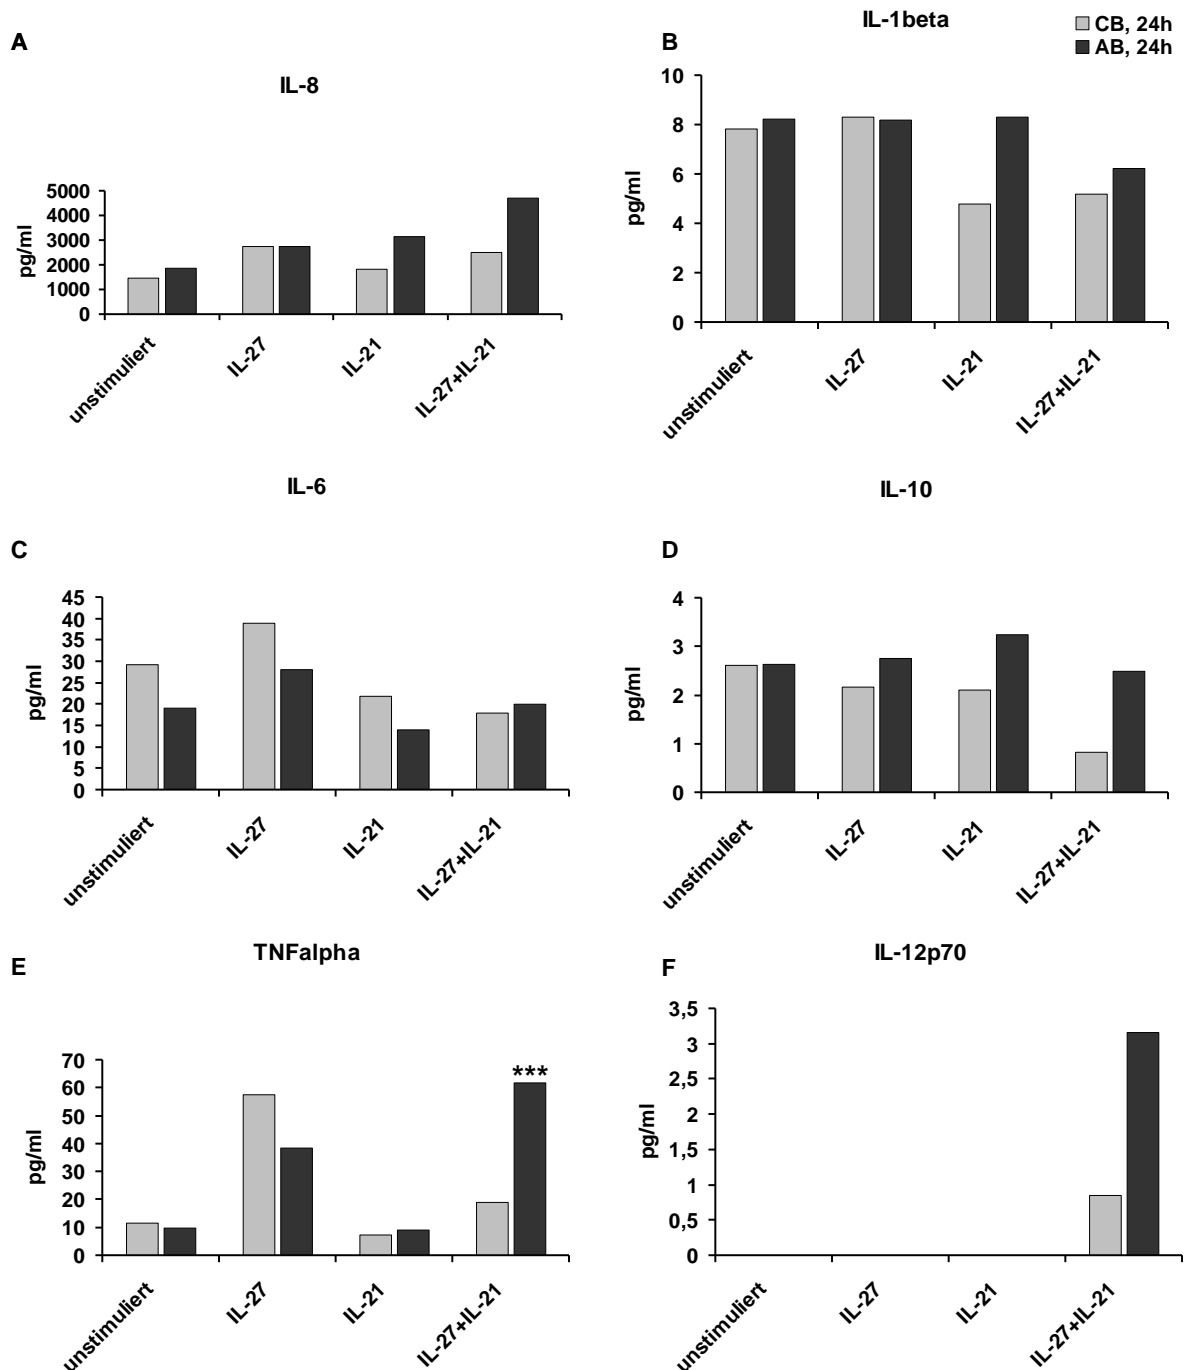 A
IL-8
pg/ml
5000
4000
3000
2000
1000
0
unstimuliert
IL-27
IL-21
IL-27+IL-21
B
IL-1beta
CB, 24h
AB, 24h
pg/ml
10
8
6
4
2
0
unstimuliert
IL-27
IL-21
IL-27+IL-21
C
IL-6
pg/ml
45
40
35
30
25
20
15
10
5
0
unstimuliert
IL-27
IL-21
IL-27+IL-21
D
IL-10
pg/ml
4
3
2
1
0
unstimuliert
IL-27
IL-21
IL-27+IL-21
E
TNFalpha
pg/ml
70
60
50
40
30
20
10
0
***
unstimuliert
IL-27
IL-21
IL-27+IL-21
F
IL-12p70
pg/ml
3,5
3
2,5
2
1,5
1
0,5
0
unstimuliert
IL-27
IL-21
IL-27+IL-21